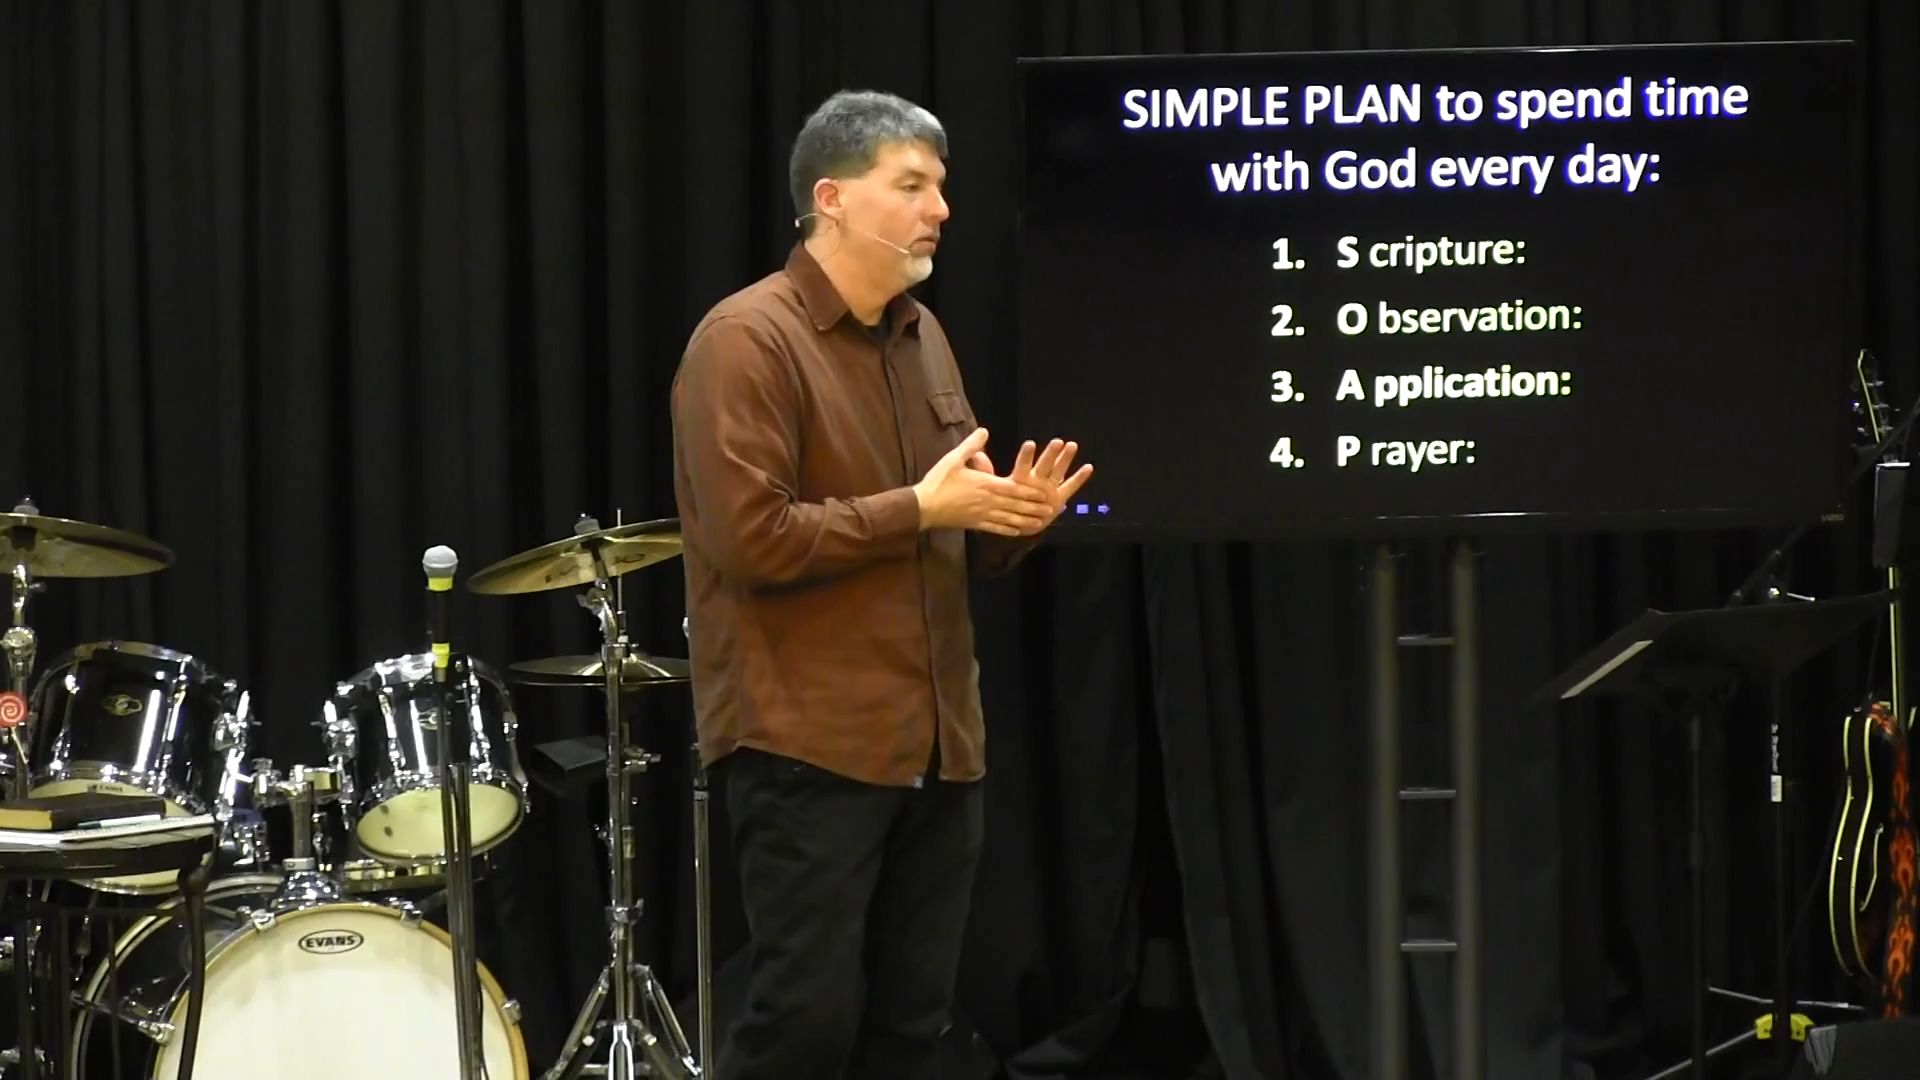 SIMPLE PLAN to spend time
with God every day:
1. S cripture:
2. O bservation:
3. A pplication:
4. P rayer:
EVANS